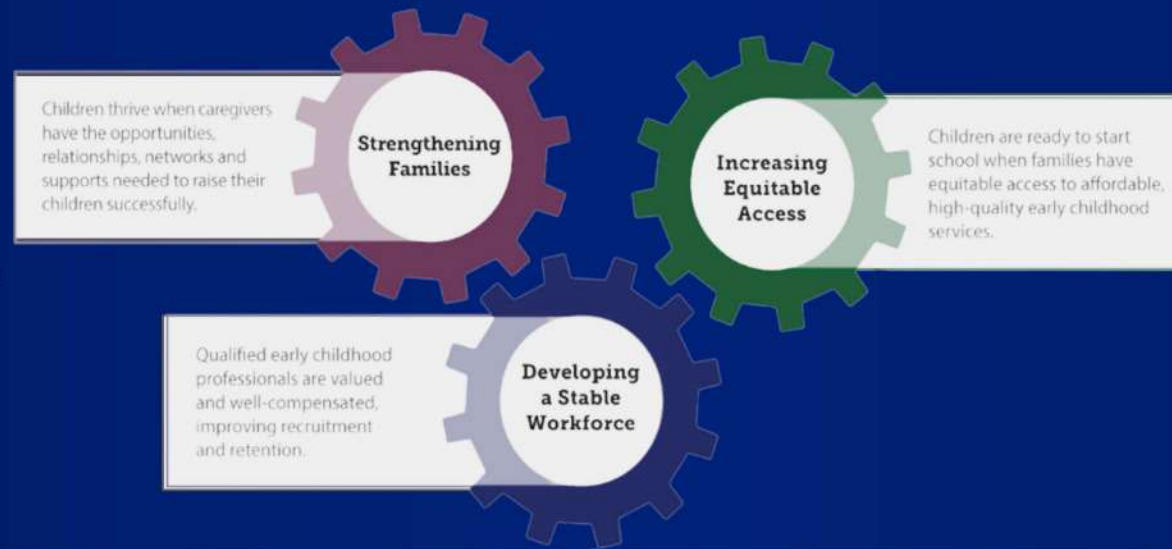 Children thrive when caregivers
have the opportunities,
relationships, networks and
supports needed to raise their
children successfully.
Strengthening
Families
Increasing
Equitable
Access
Children are ready to start
school when families have
equitable access to affordable,
high-quality early childhood
services.
Qualified early childhood
professionals are valued
and well-compensated,
improving recruitment
and retention.
Developing
a Stable
Workforce